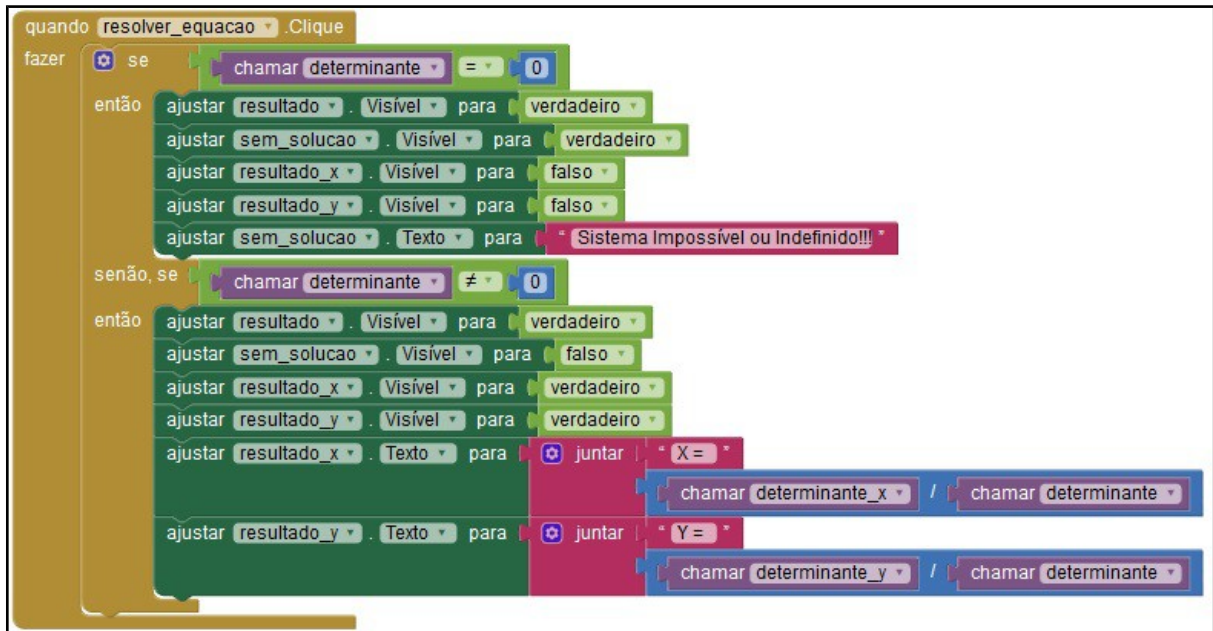 quando resolver_equacao .Clique
fazer se chamar determinante = 0
então ajustar resultado . Visível para verdadeiro
ajustar sem_solucao . Visível para verdadeiro
ajustar resultado_x . Visível para falso
ajustar resultado_y . Visível para falso
ajustar sem_solucao . Texto para “ Sistema Impossível ou Indefinido!!! ”
senão, se chamar determinante ≠ 0
então ajustar resultado . Visível para verdadeiro
ajustar sem_solucao . Visível para falso
ajustar resultado_x . Visível para verdadeiro
ajustar resultado_y . Visível para verdadeiro
ajustar resultado_x . Texto para juntar “ X = ”
chamar determinante_x / chamar determinante
ajustar resultado_y . Texto para juntar “ Y = ”
chamar determinante_y / chamar determinante